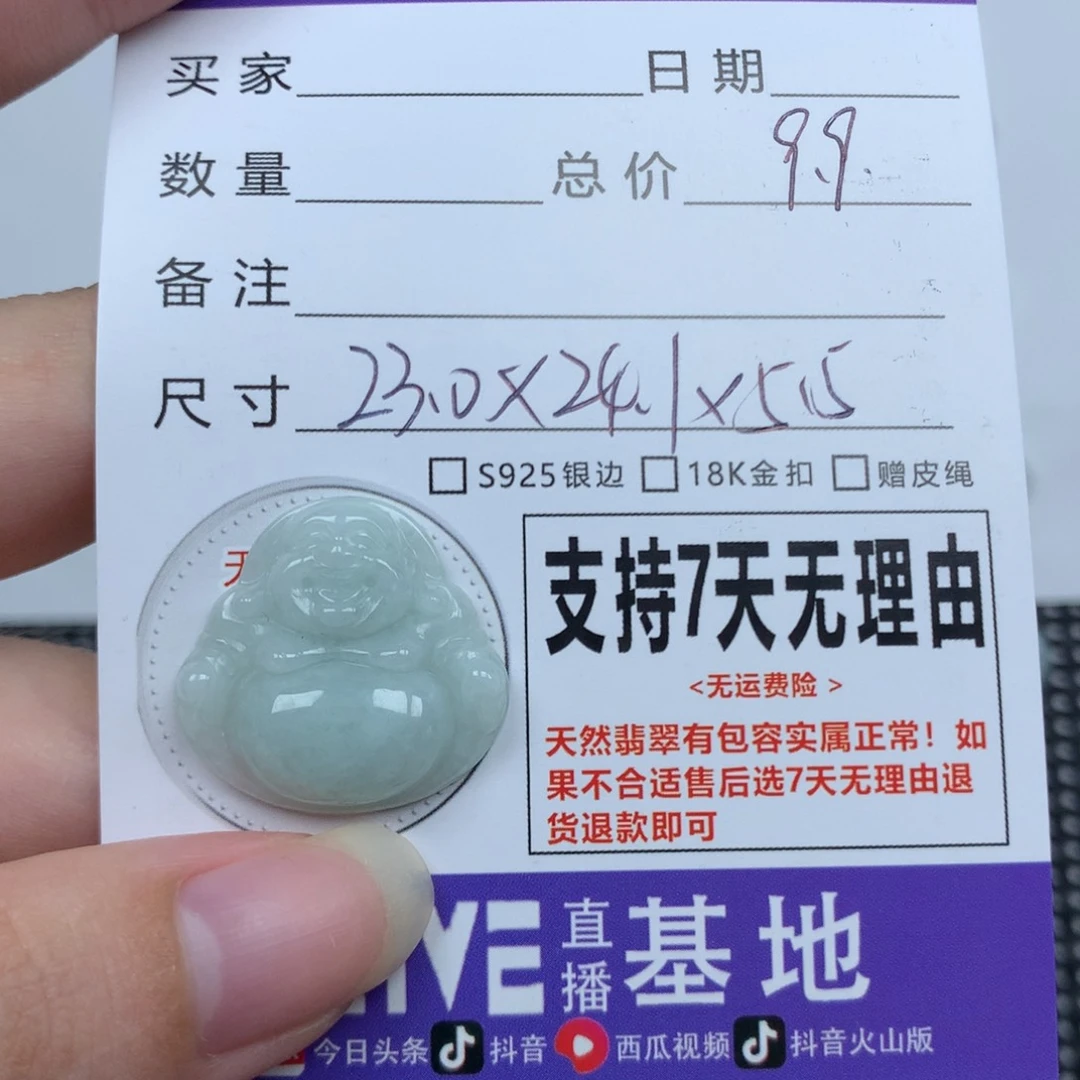 买家 日期
数量 总价 9.9.
备注
尺寸 23.0×24.1×5.5
S925银边 18K金扣 赠皮绳
天
支持7天无理由
<无运费险 >
天然翡翠有包容实属正常！如
果不合适售后选7天无理由退
货退款即可
IVE 直播 基地
今日头条 抖音 西瓜视频 抖音火山版